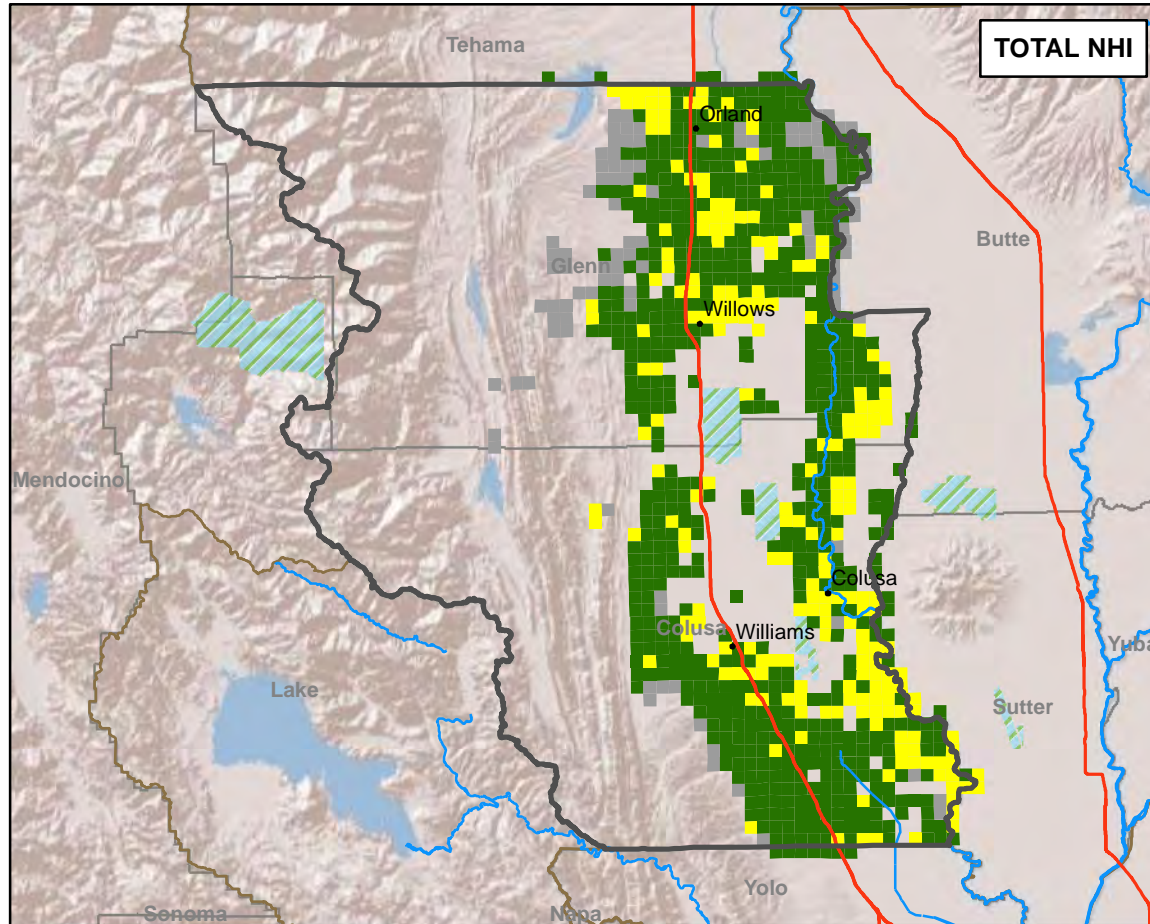 TOTAL NHI
Tehama
Orland
Butte
Glenn
Willows
Mendocino
Colusa
Colusa
Williams
Yuba
Lake
Sutter
Yolo
Sonoma
Napa